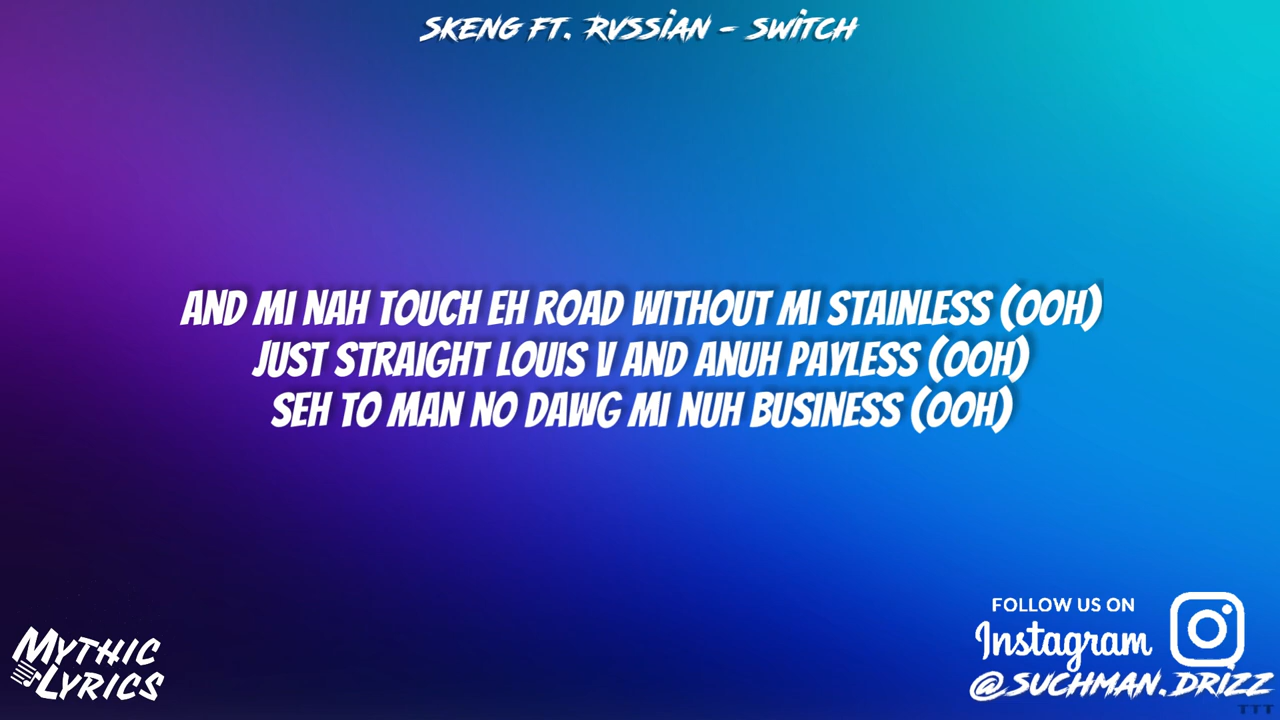 SKENG FT. RVSSIAN - SWITCH
AND MI NAH TOUCH EH ROAD WITHOUT MI STAINLESS (OOH)
JUST STRAIGHT LOUIS V AND ANUH PAYLESS (OOH)
SEH TO MAN NO DAWG MI NUH BUSINESS (OOH)
FOLLOW US ON
Instagram
@SUCHMAN.DRIZZ
MYTHIC
LYRICS
TTT